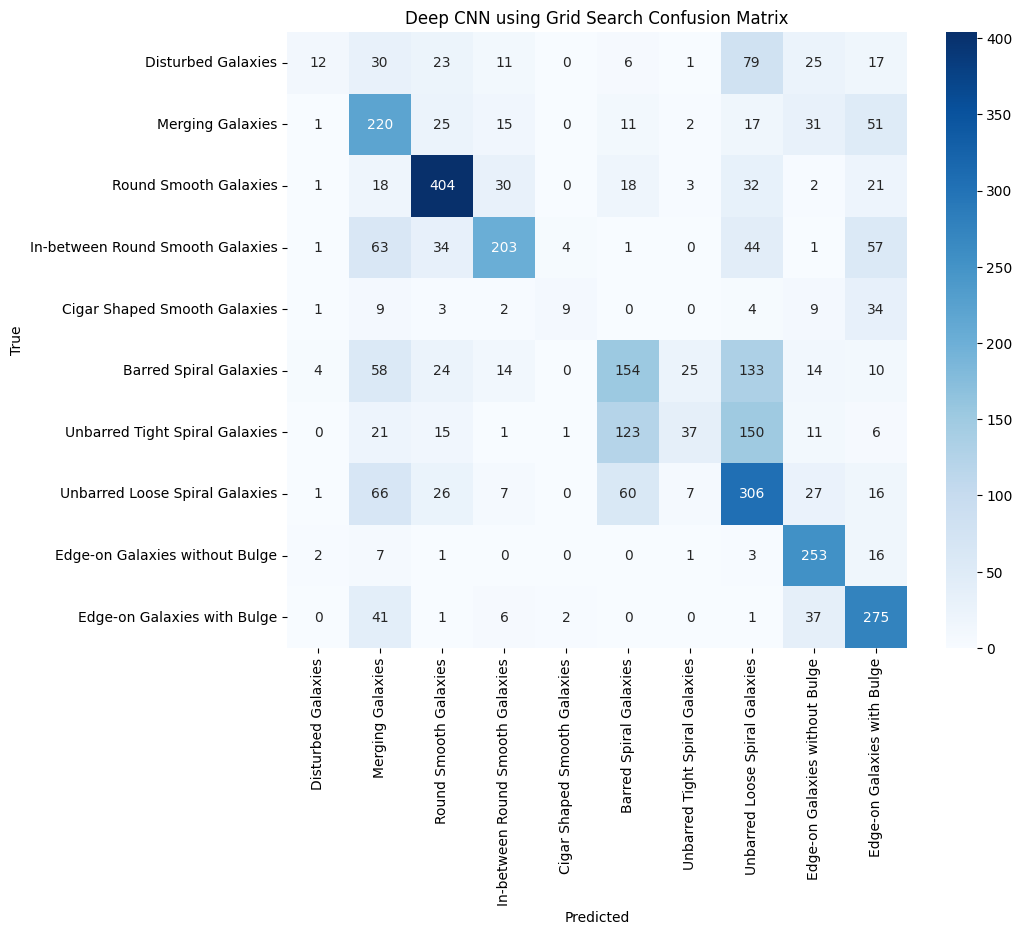 Deep CNN using Grid Search Confusion Matrix
True
Disturbed Galaxies 12 30 23 11 0 6 1 79 25 17
Merging Galaxies 1 220 25 15 0 11 2 17 31 51
Round Smooth Galaxies 1 18 404 30 0 18 3 32 2 21
In-between Round Smooth Galaxies 1 63 34 203 4 1 0 44 1 57
Cigar Shaped Smooth Galaxies 1 9 3 2 9 0 0 4 9 34
Barred Spiral Galaxies 4 58 24 14 0 154 25 133 14 10
Unbarred Tight Spiral Galaxies 0 21 15 1 1 123 37 150 11 6
Unbarred Loose Spiral Galaxies 1 66 26 7 0 60 7 306 27 16
Edge-on Galaxies without Bulge 2 7 1 0 0 0 1 3 253 16
Edge-on Galaxies with Bulge 0 41 1 6 2 0 0 1 37 275
Disturbed Galaxies
Merging Galaxies
Round Smooth Galaxies
In-between Round Smooth Galaxies
Cigar Shaped Smooth Galaxies
Barred Spiral Galaxies
Unbarred Tight Spiral Galaxies
Unbarred Loose Spiral Galaxies
Edge-on Galaxies without Bulge
Edge-on Galaxies with Bulge
Predicted
400
350
300
250
200
150
100
50
0